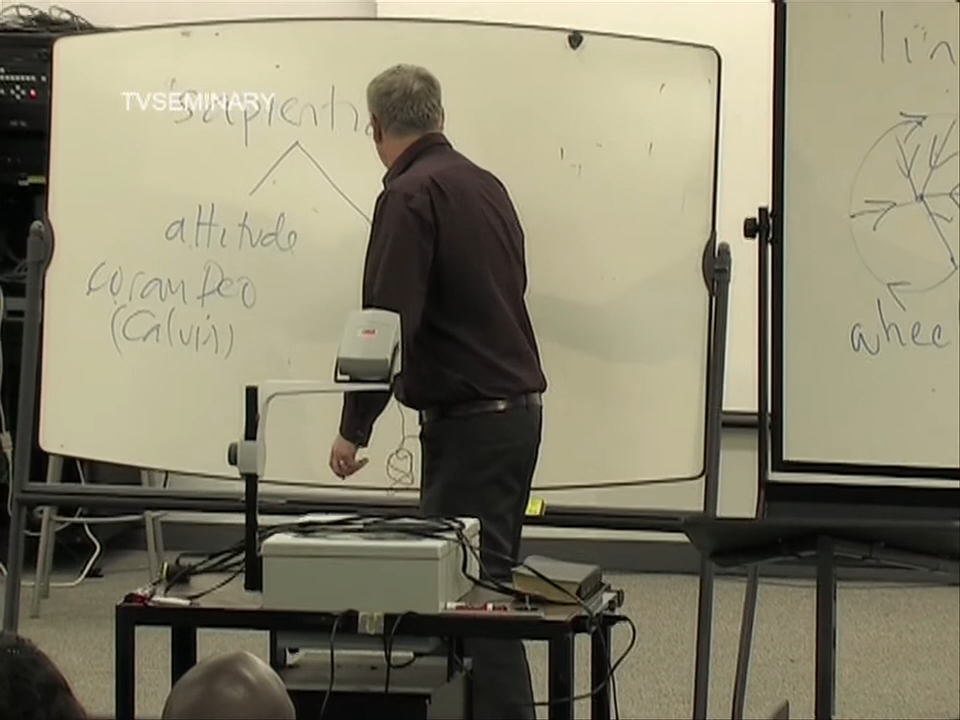 TVSEMINARY
Sapientia
attitude
coram Deo
(Calvin)
lin
whee